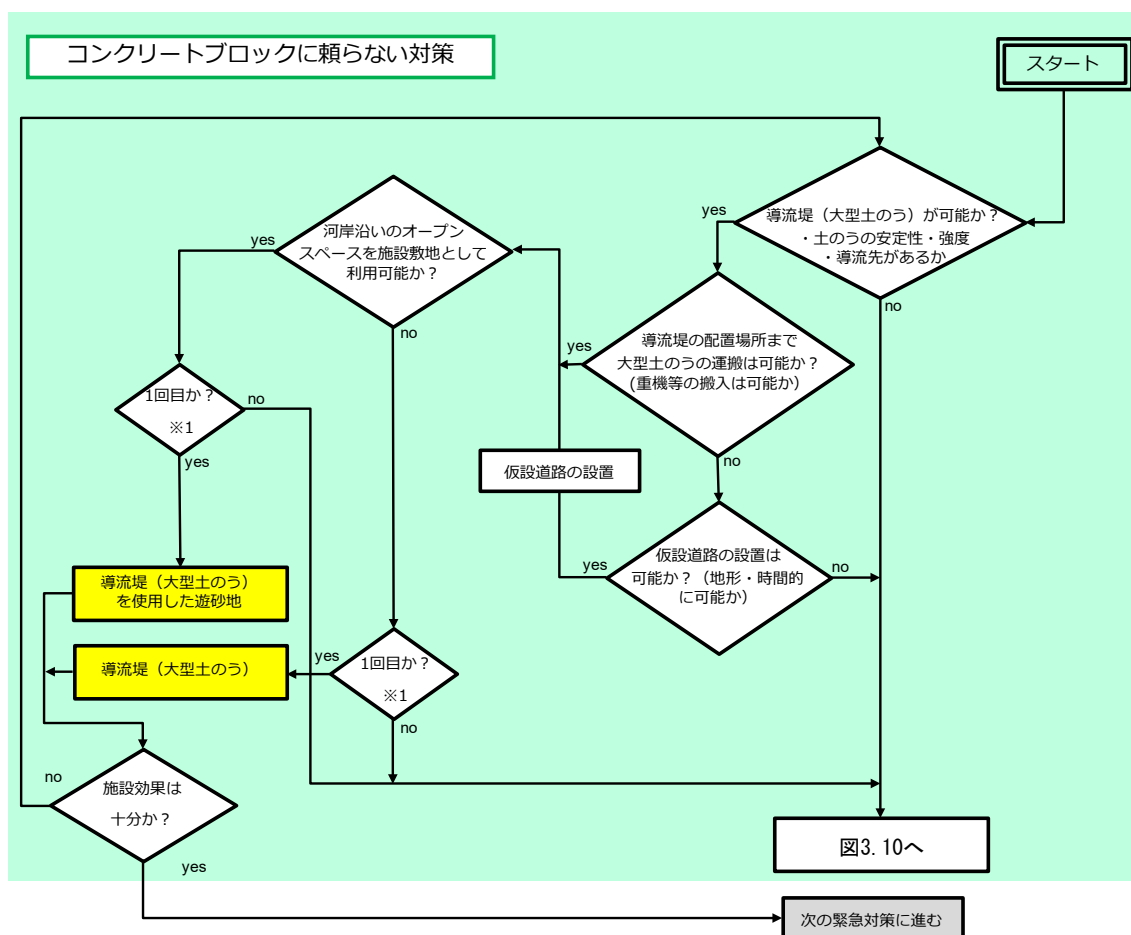 コンクリートブロックに頼らない対策
スタート
導流堤（大型土のう）が可能か？
・土のうの安定性・強度
・導流先があるか
yes
no
河岸沿いのオープン
スペースを施設敷地として
利用可能か？
yes
no
導流堤の配置場所まで
大型土のうの運搬は可能か？
(重機等の搬入は可能か)
yes
no
1回目か？
※1
no
yes
仮設道路の設置
仮設道路の設置は
可能か？（地形・時間的
に可能か）
yes
no
導流堤（大型土のう）
を使用した遊砂地
導流堤（大型土のう）
1回目か？
※1
yes
no
施設効果は
十分か？
no
yes
図3.10へ
次の緊急対策に進む